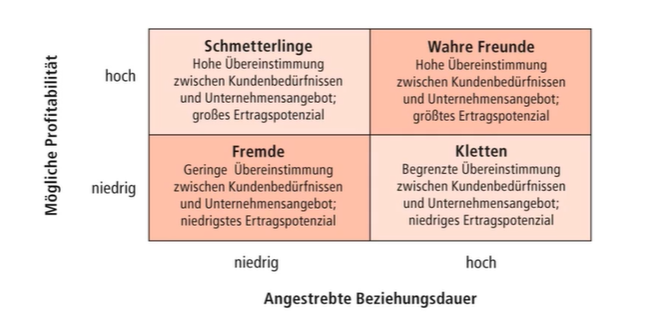 Mögliche Profitabilität
hoch
Schmetterlinge
Hohe Übereinstimmung
zwischen Kundenbedürfnissen
und Unternehmensangebot;
großes Ertragspotenzial
Wahre Freunde
Hohe Übereinstimmung
zwischen Kundenbedürfnissen
und Unternehmensangebot;
größtes Ertragspotenzial
niedrig
Fremde
Geringe Übereinstimmung
zwischen Kundenbedürfnissen
und Unternehmensangebot;
niedrigstes Ertragspotenzial
Kletten
Begrenzte Übereinstimmung
zwischen Kundenbedürfnissen
und Unternehmensangebot;
niedriges Ertragspotenzial
niedrig
hoch
Angestrebte Beziehungsdauer